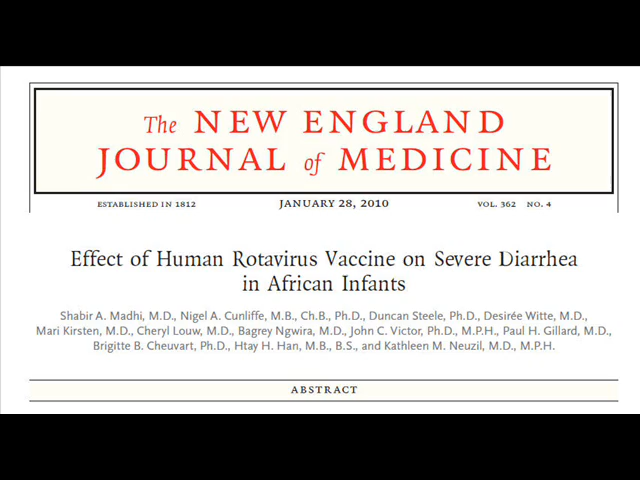 The NEW ENGLAND
JOURNAL of MEDICINE
ESTABLISHED IN 1812 JANUARY 28, 2010 VOL. 362 NO. 4
Effect of Human Rotavirus Vaccine on Severe Diarrhea
in African Infants
Shabir A. Madhi, M.D., Nigel A. Cunliffe, M.B., Ch.B., Ph.D., Duncan Steele, Ph.D., Desirée Witte, M.D.,
Mari Kirsten, M.D., Cheryl Louw, M.D., Bagrey Ngwira, M.D., John C. Victor, Ph.D., M.P.H., Paul H. Gillard, M.D.,
Brigitte B. Cheuvart, Ph.D., Htay H. Han, M.B., B.S., and Kathleen M. Neuzil, M.D., M.P.H.
ABSTRACT